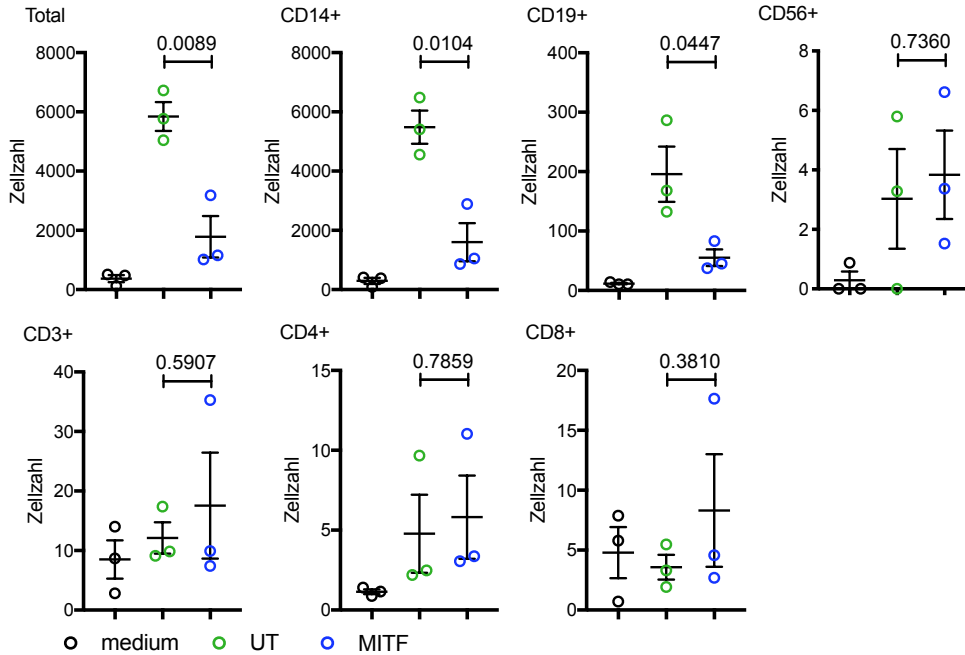 Total
0.0089
8000
6000
4000
2000
0
Zellzahl
CD14+
0.0104
8000
6000
4000
2000
0
Zellzahl
CD19+
0.0447
400
300
200
100
0
Zellzahl
CD56+
0.7360
8
6
4
2
0
Zellzahl
CD3+
0.5907
40
30
20
10
0
Zellzahl
CD4+
0.7859
15
10
5
0
Zellzahl
CD8+
0.3810
20
15
10
5
0
Zellzahl
medium UT MITF